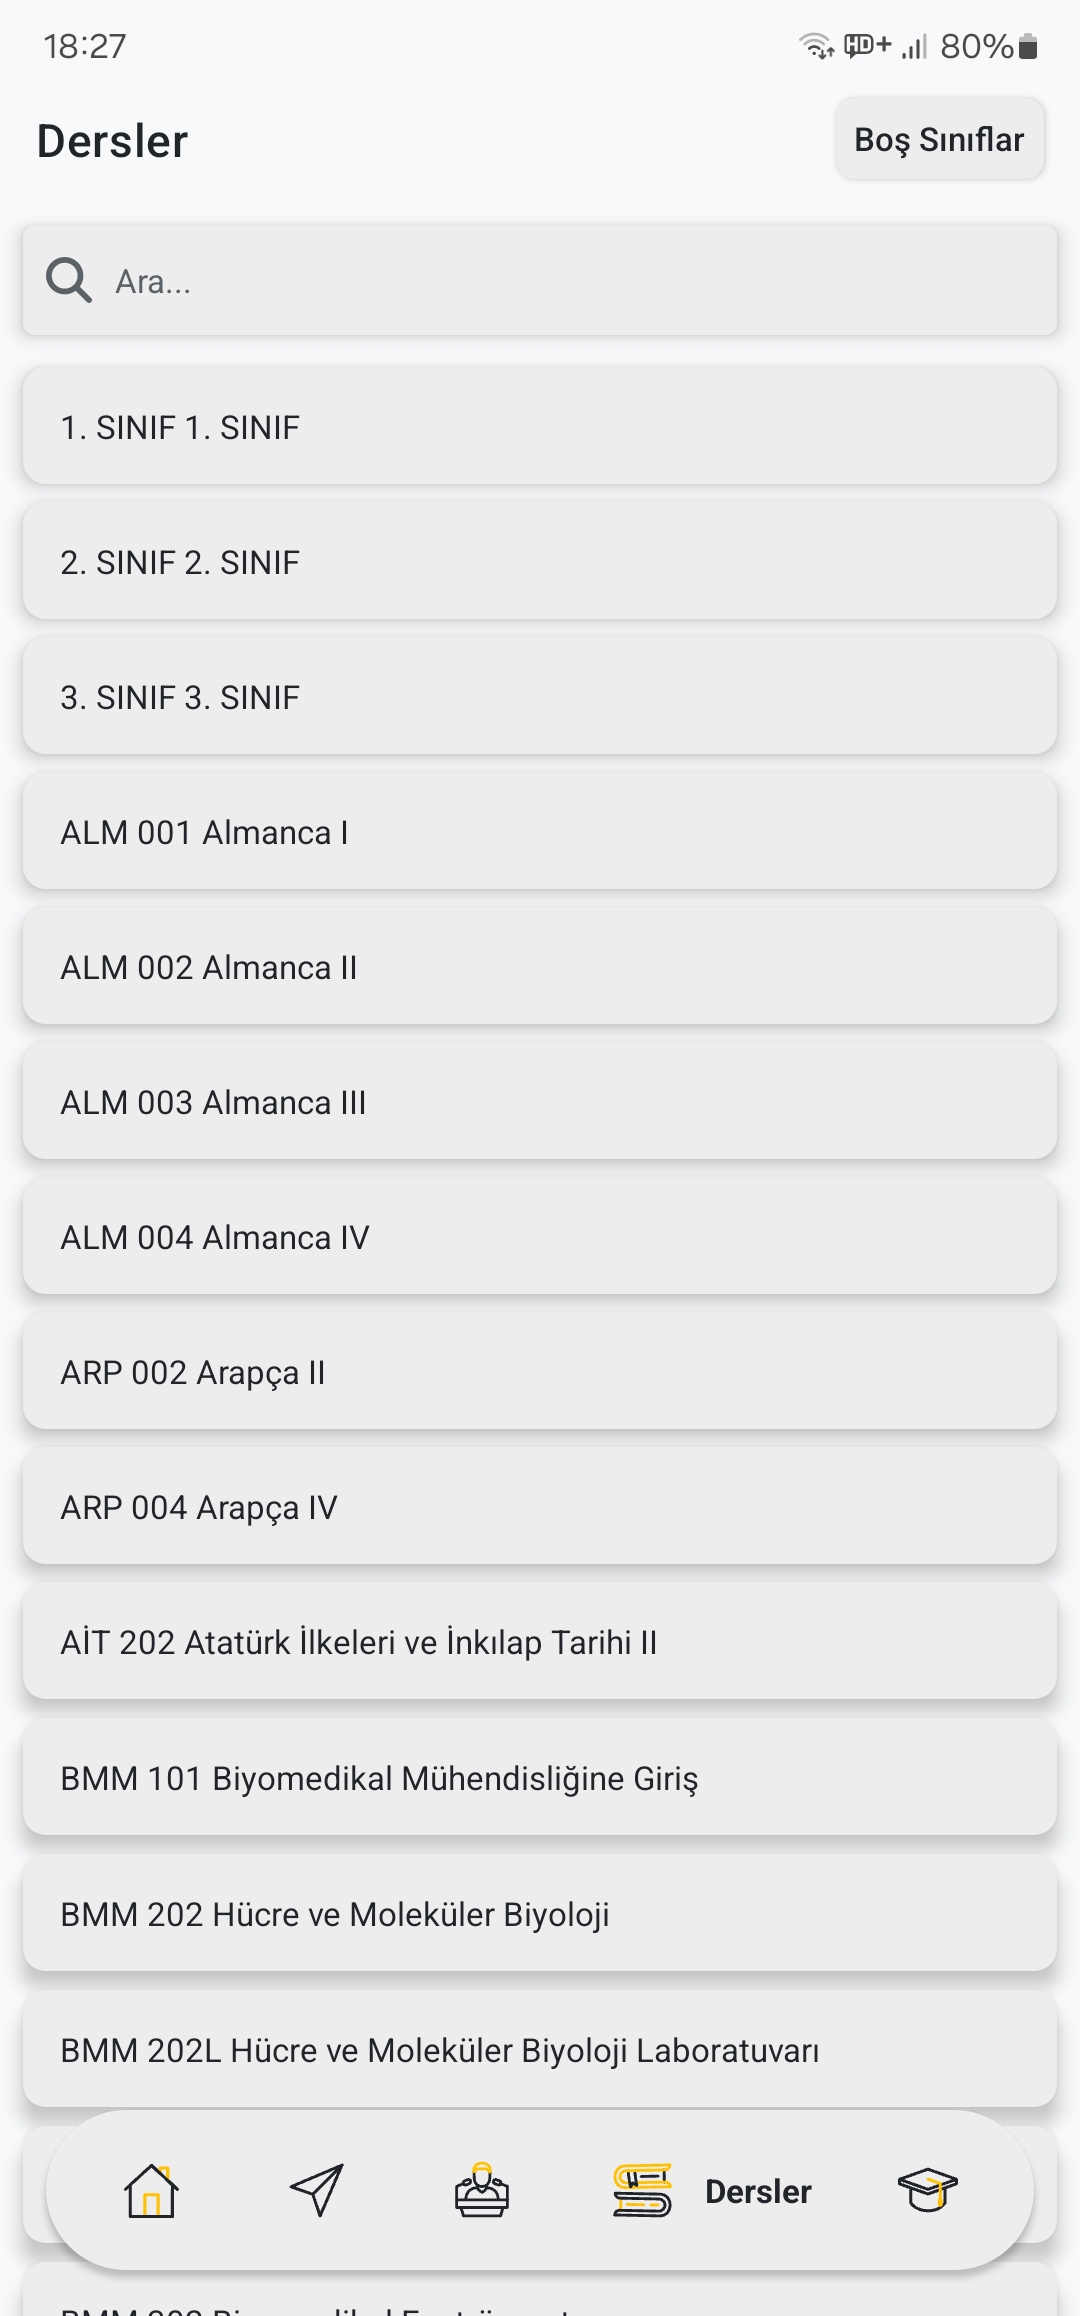 18:27
80%
Dersler
Boş Sınıflar
Ara...
1. SINIF 1. SINIF
2. SINIF 2. SINIF
3. SINIF 3. SINIF
ALM 001 Almanca I
ALM 002 Almanca II
ALM 003 Almanca III
ALM 004 Almanca IV
ARP 002 Arapça II
ARP 004 Arapça IV
AİT 202 Atatürk İlkeleri ve İnkılap Tarihi II
BMM 101 Biyomedikal Mühendisliğine Giriş
BMM 202 Hücre ve Moleküler Biyoloji
BMM 202L Hücre ve Moleküler Biyoloji Laboratuvarı
Dersler